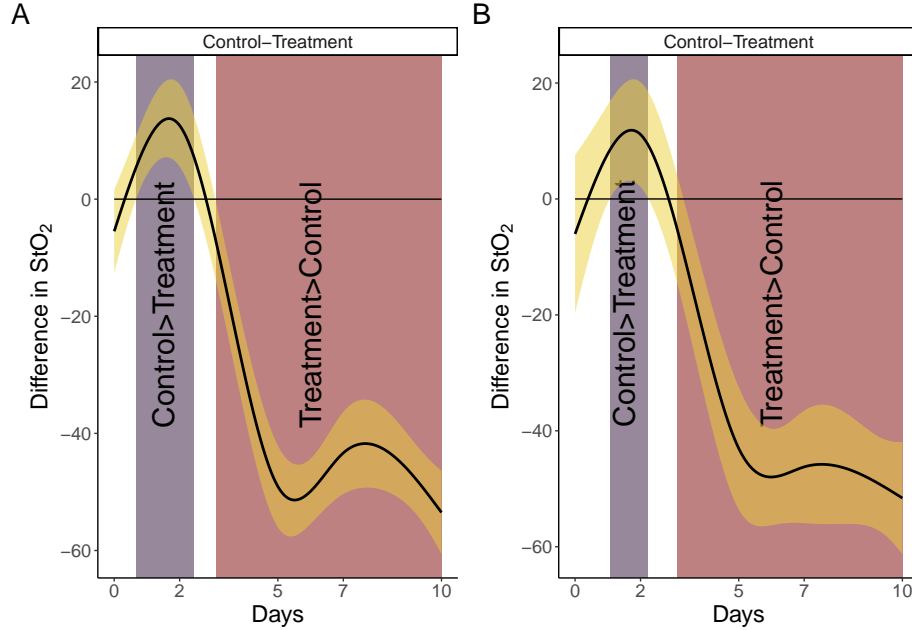 A
Control−Treatment
Difference in StO₂
20
0
−20
−40
−60
Control>Treatment
Treatment>Control
0
2
5
7
10
Days
B
Control−Treatment
Difference in StO₂
20
0
−20
−40
−60
Control>Treatment
Treatment>Control
0
2
5
7
10
Days